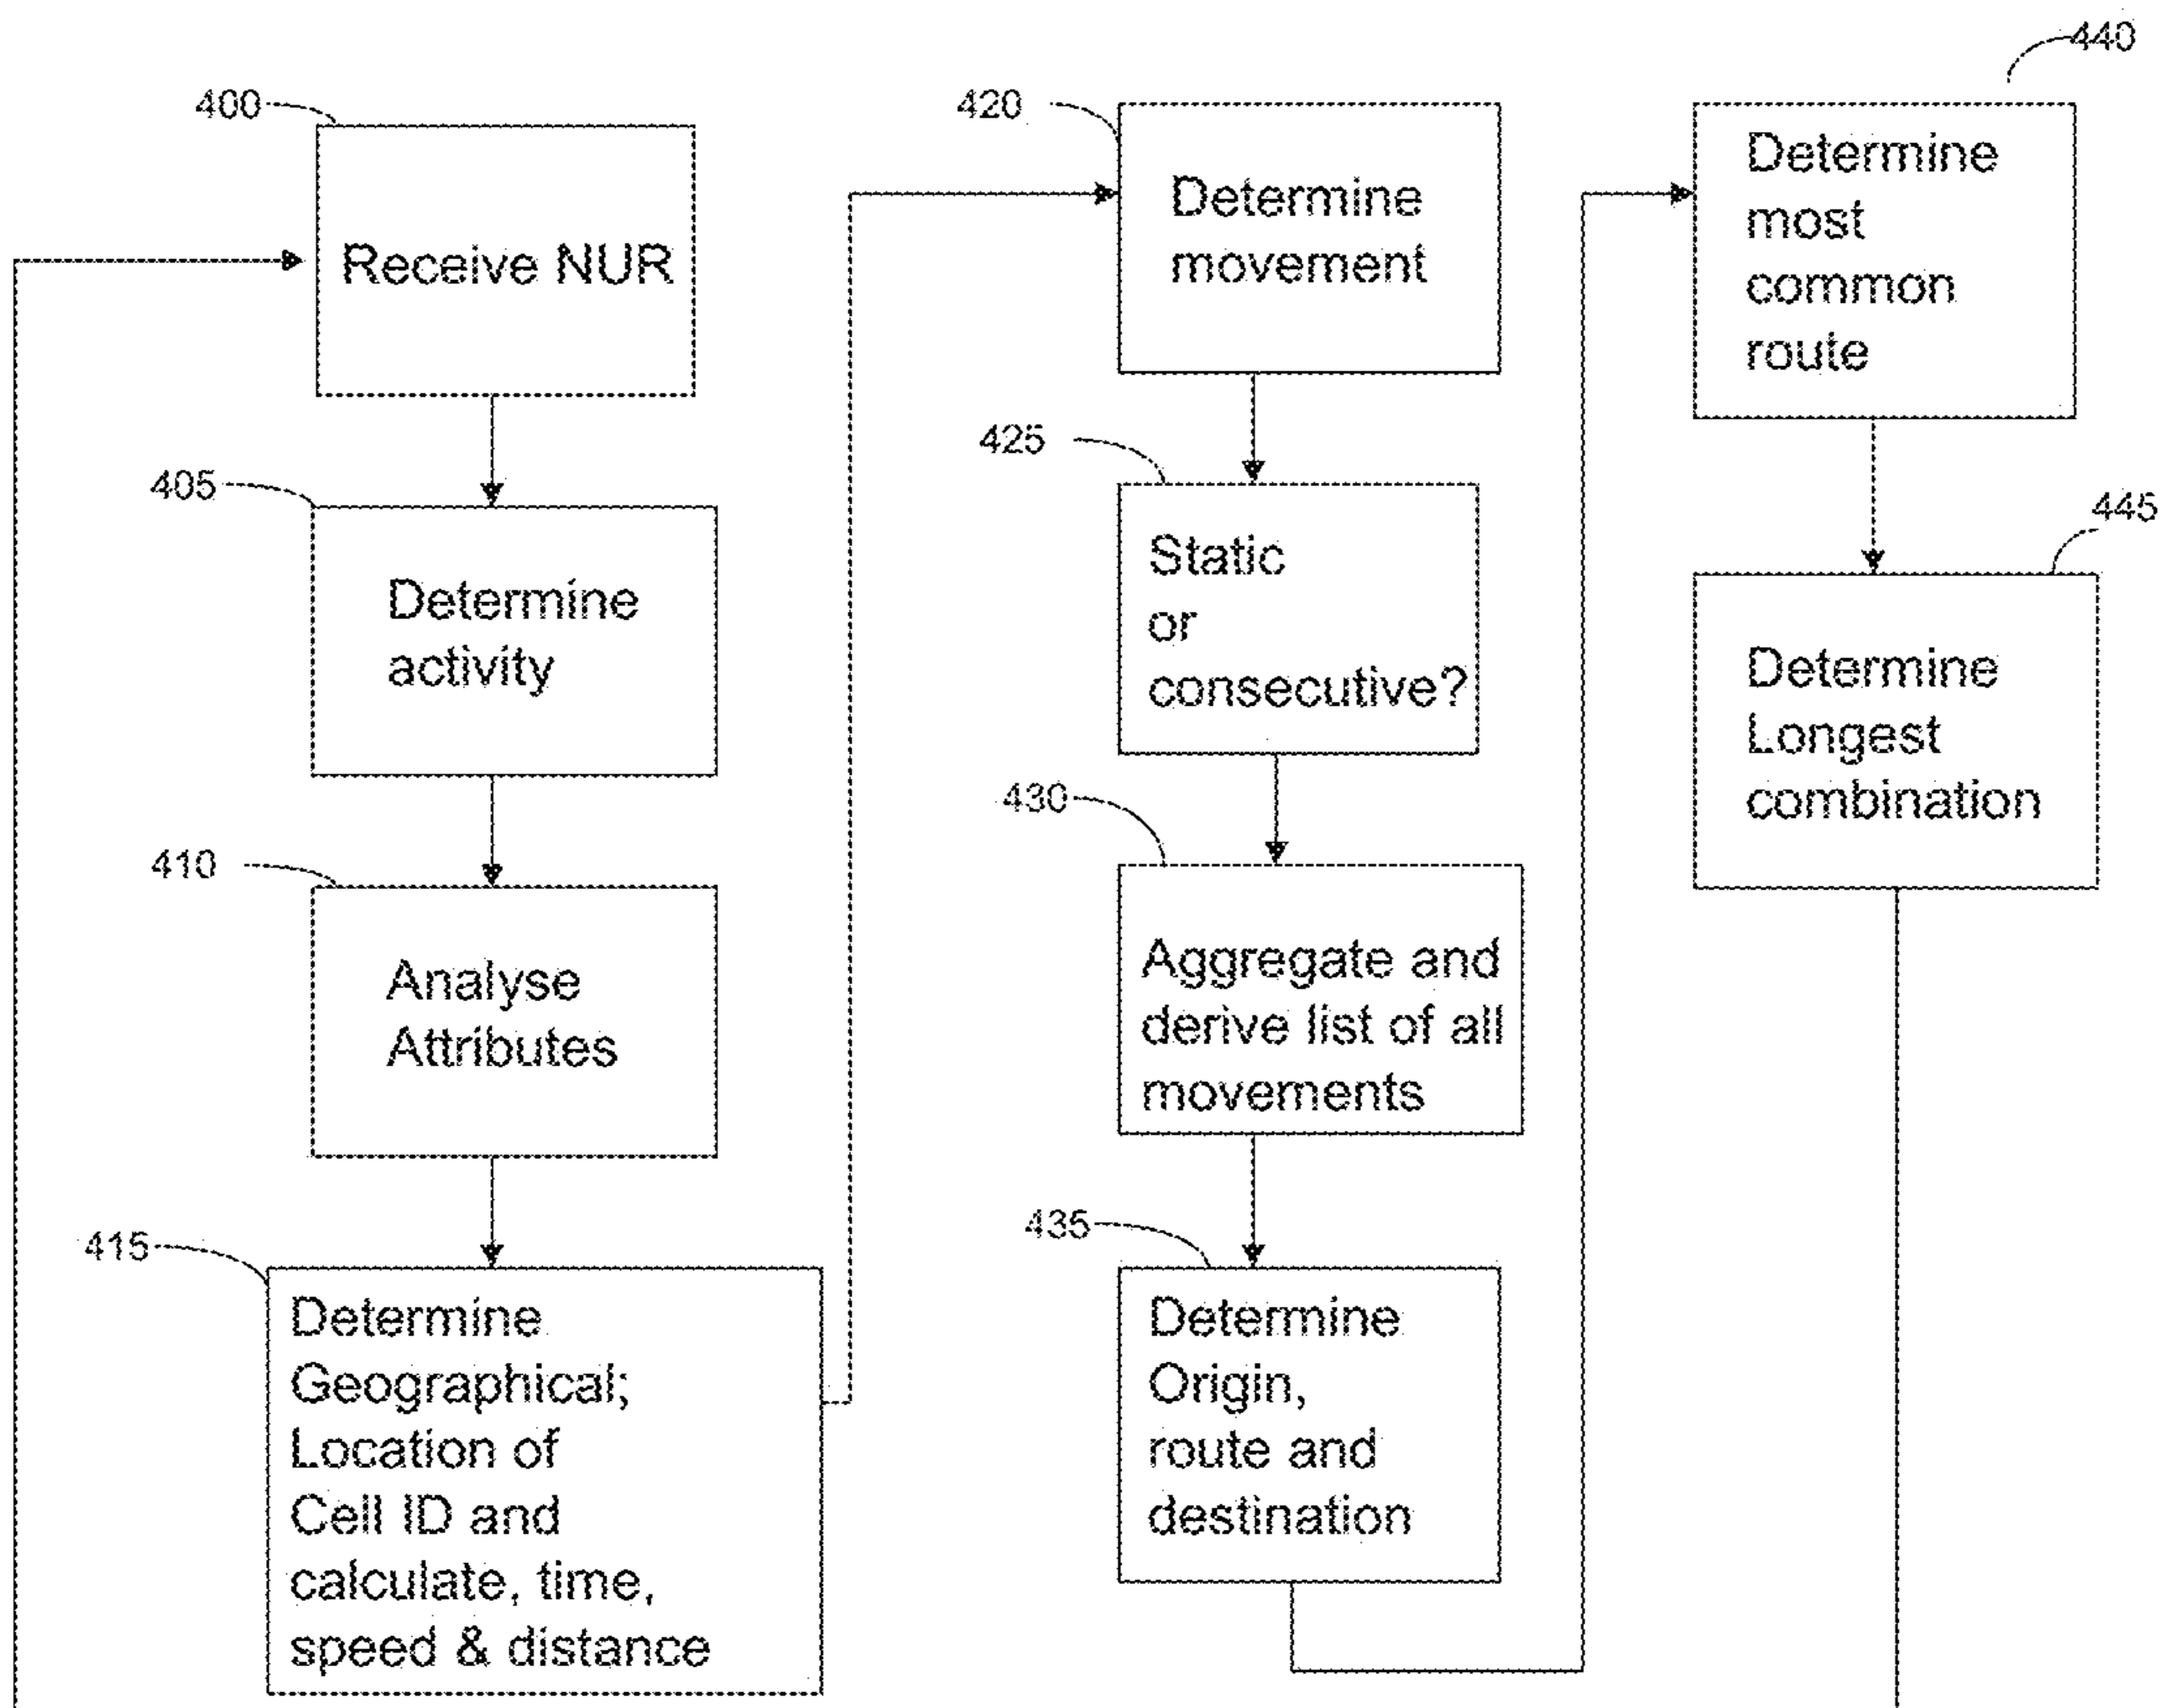 400
Receive NUR
405
Determine
activity
410
Analyse
Attributes
415
Determine
Geographical;
Location of
Cell ID and
calculate, time,
speed & distance
420
Determine
movement
425
Static
or
consecutive?
430
Aggregate and
derive list of all
movements
435
Determine
Origin,
route and
destination
440
Determine
most
common
route
445
Determine
Longest
combination